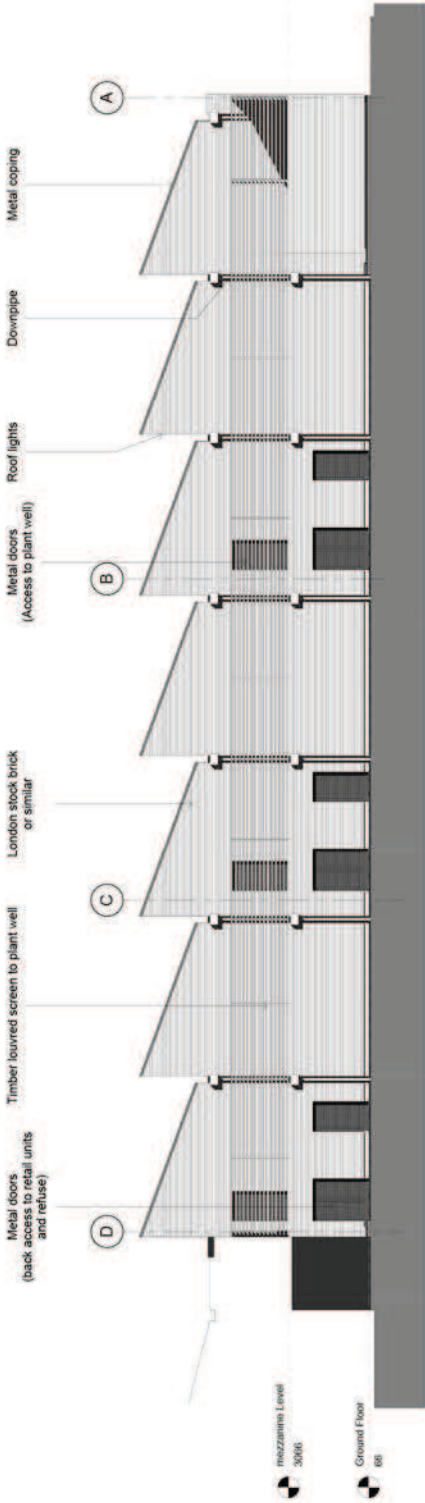 Metal doors
(back access to retail units
and refuse)
Timber louvred screen to plant well
London stock brick
or similar
Metal doors
(Access to plant well)
Roof lights
Downpipe
Metal coping
D
C
B
A
mezzanine Level
3066
Ground Floor
66